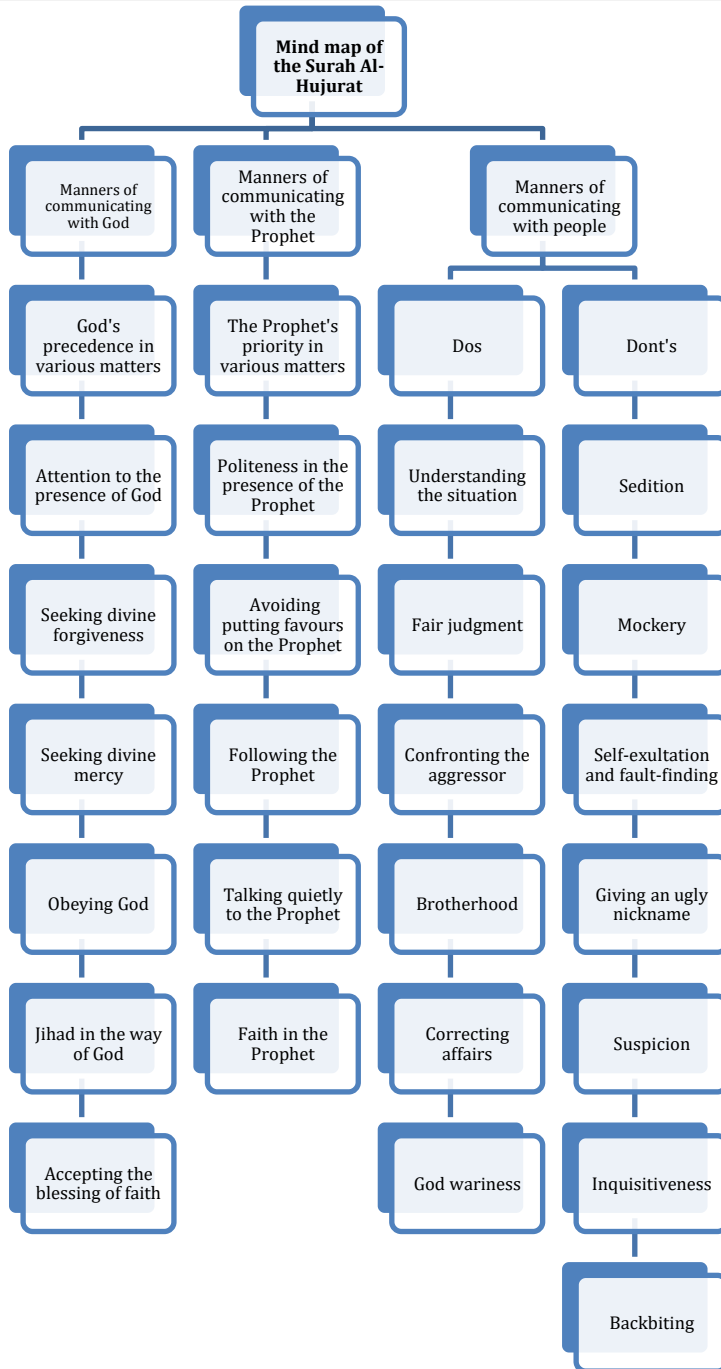 Mind map of
the Surah Al-
Hujurat
Manners of
communicating
with God
Manners of
communicating
with the
Prophet
Manners of
communicating
with people
God's
precedence in
various matters
The Prophet's
priority in
various matters
Dos
Dont's
Attention to the
presence of God
Politeness in the
presence of the
Prophet
Understanding
the situation
Sedition
Seeking divine
forgiveness
Avoiding
putting favours
on the Prophet
Fair judgment
Mockery
Seeking divine
mercy
Following the
Prophet
Confronting the
aggressor
Self-exultation
and fault-finding
Obeying God
Talking quietly
to the Prophet
Brotherhood
Giving an ugly
nickname
Jihad in the way
of God
Faith in the
Prophet
Correcting
affairs
Suspicion
Accepting the
blessing of faith
God wariness
Inquisitiveness
Backbiting